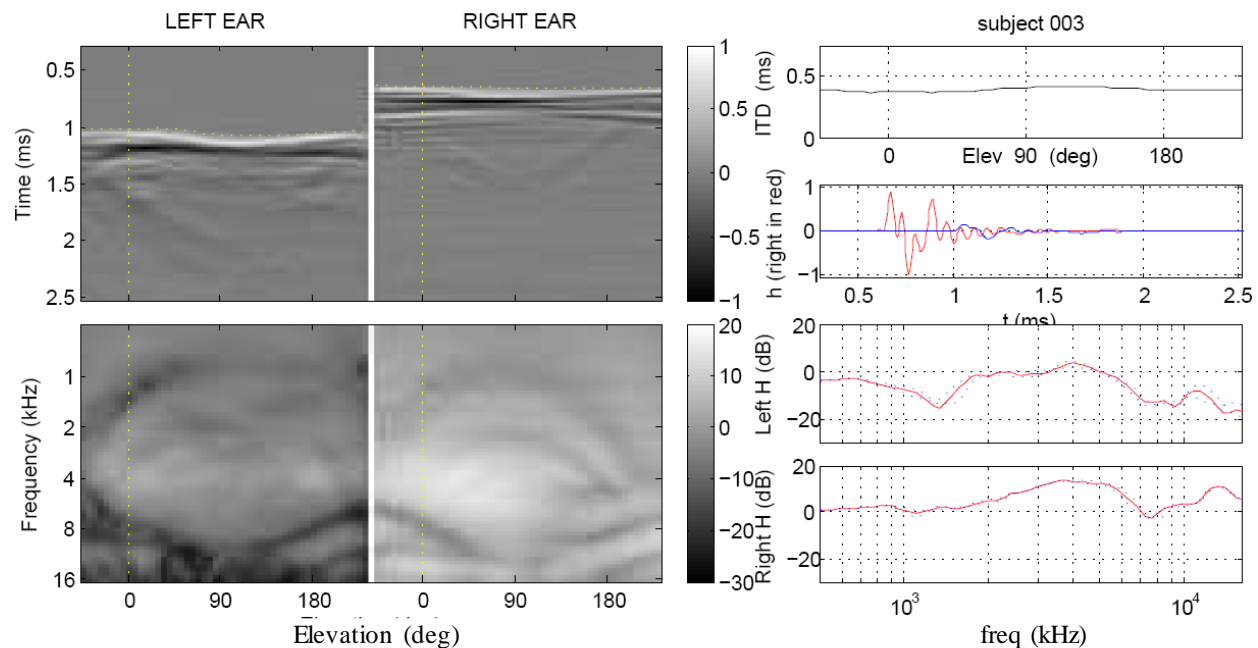 LEFT EAR
RIGHT EAR
0.5
1
1.5
2
2.5
Time (ms)
1
0.5
0
−0.5
−1
1
2
4
8
16
Frequency (kHz)
0 90 180
0 90 180
Elevation (deg)
20
10
0
−10
−20
−30
subject 003
0.5
0
ITD (ms)
0 Elev 90 (deg) 180
1
0
−1
h (right in red)
0.5 1 1.5 2 2.5
t (ms)
20
0
−20
Left H (dB)
20
0
−20
Right H (dB)
10³ 10⁴
freq (kHz)